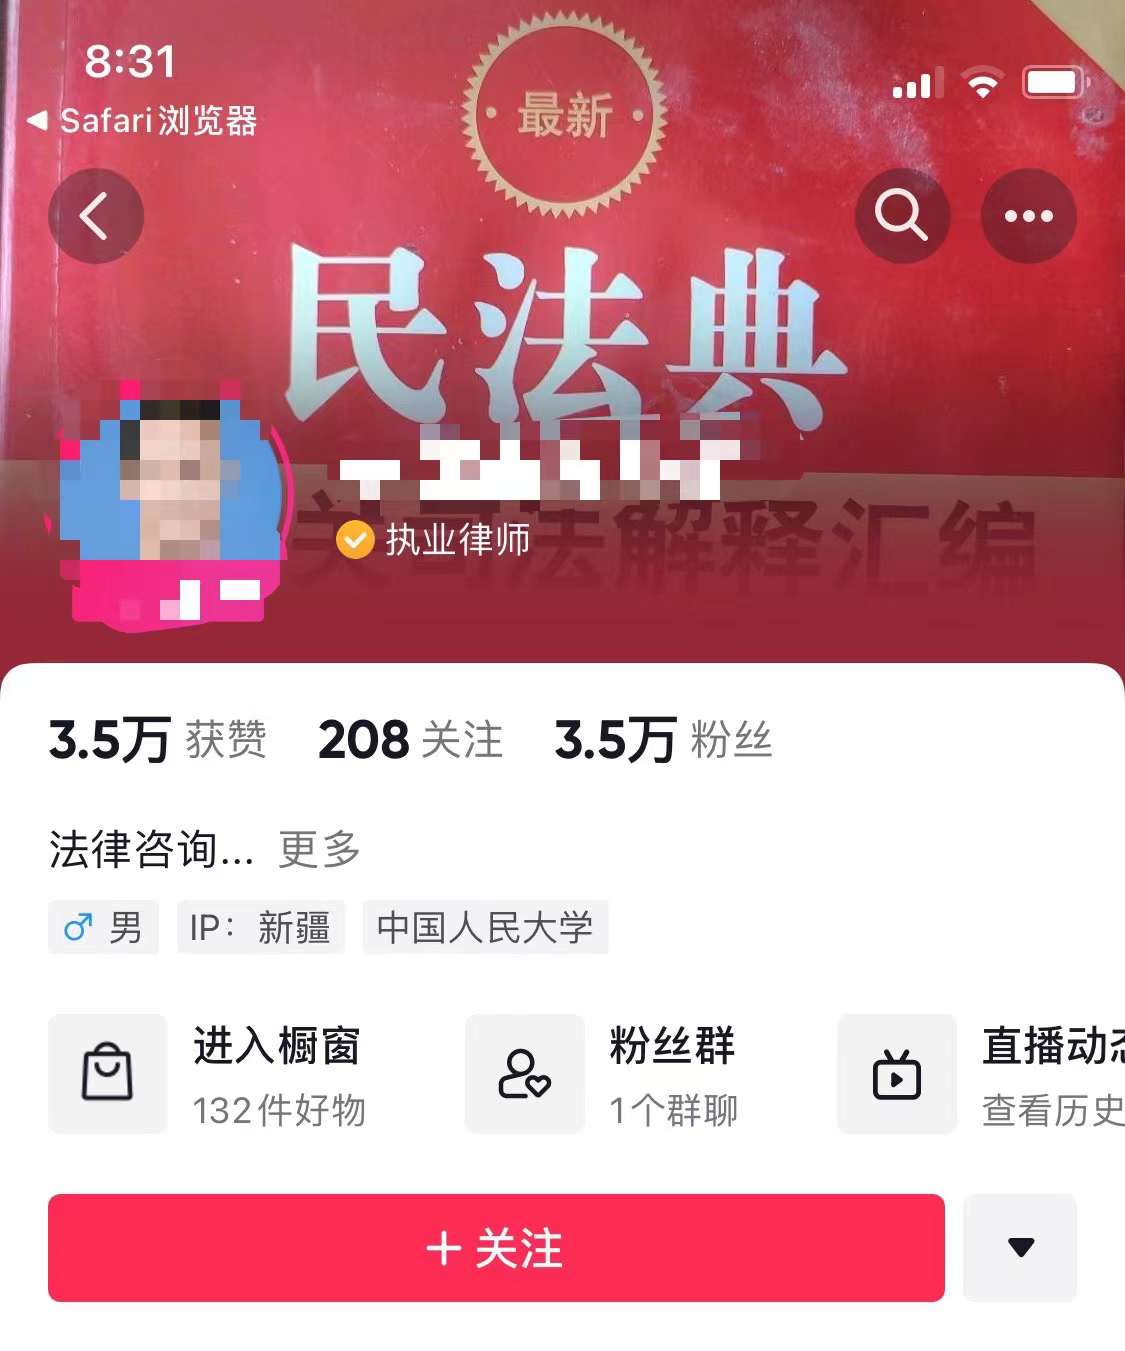 8:31
Safari浏览器
最新
民法典
法解释汇编
执业律师
3.5万 获赞 208 关注 3.5万 粉丝
法律咨询... 更多
♂ 男 IP：新疆 中国人民大学
进入橱窗 粉丝群 直播动态
132件好物 1个群聊 查看历史
+ 关注